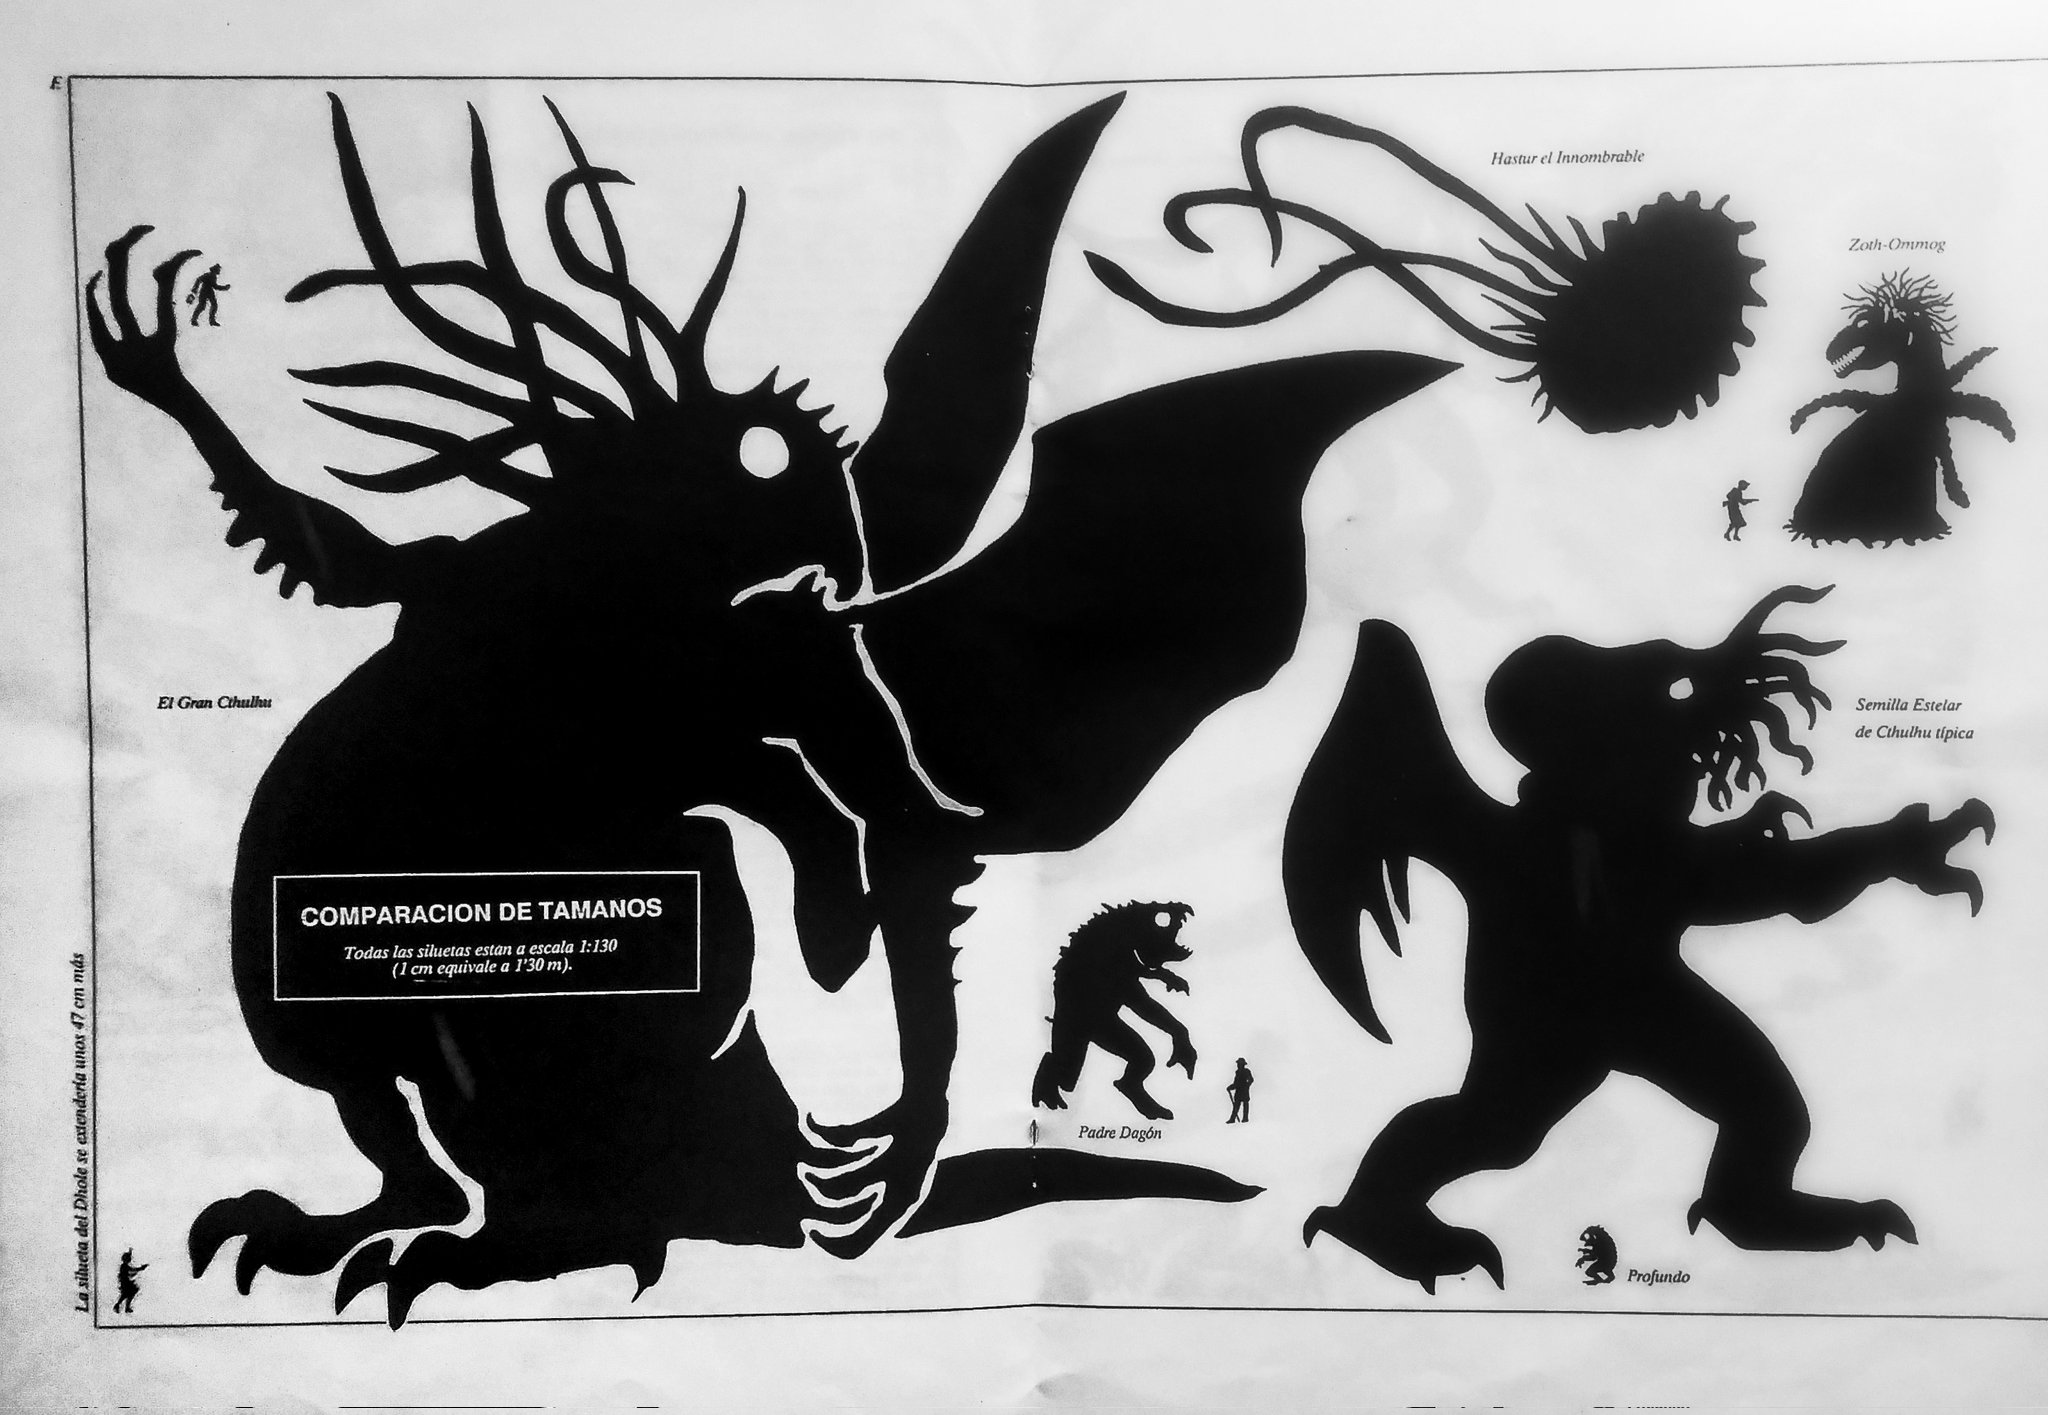 E
Hastur el Innombrable
Zoth-Ommog
El Gran Cthulhu
Semilla Estelar
de Cthulhu típica
COMPARACION DE TAMANOS
Todas las siluetas estan a escala 1:130
(1 cm equivale a 1'30 m).
Padre Dagón
Profundo
La silueta del Dhole se extendería unos 47 cm más